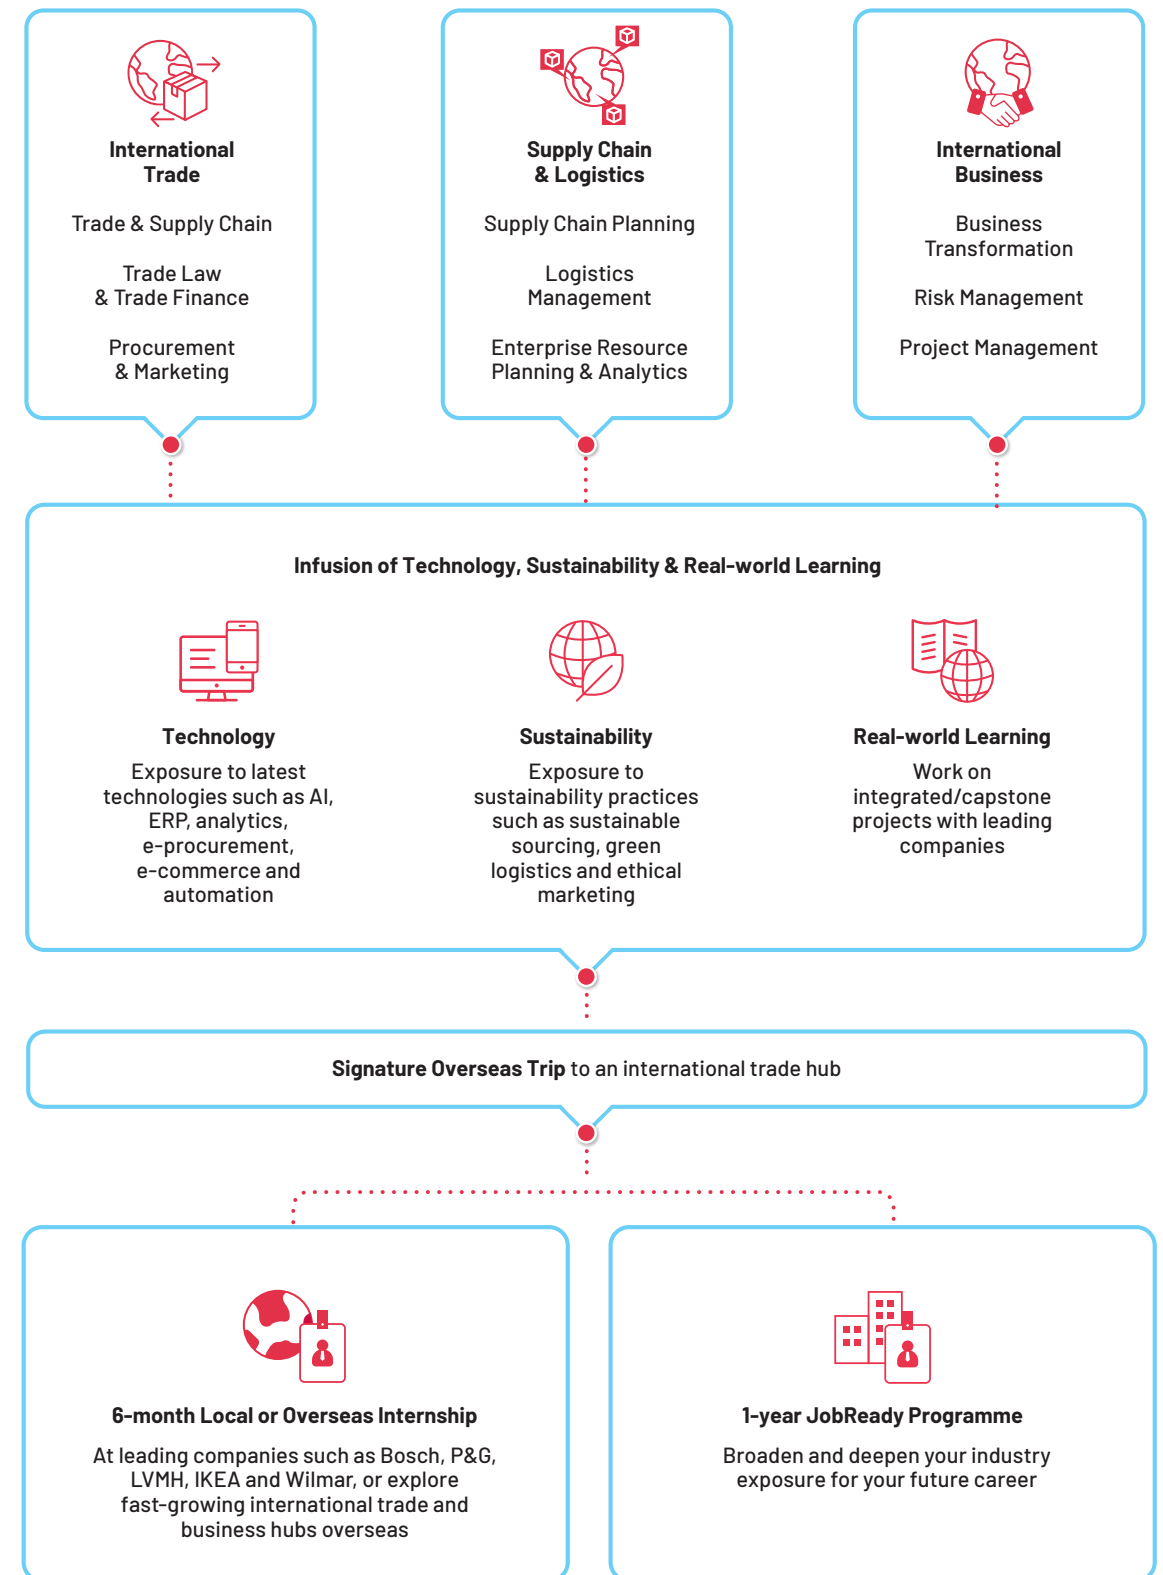 International
Trade
Trade & Supply Chain
Trade Law
& Trade Finance
Procurement
& Marketing
Supply Chain
& Logistics
Supply Chain Planning
Logistics
Management
Enterprise Resource
Planning & Analytics
International
Business
Business
Transformation
Risk Management
Project Management
Infusion of Technology, Sustainability & Real-world Learning
Technology
Exposure to latest
technologies such as AI,
ERP, analytics,
e-procurement,
e-commerce and
automation
Sustainability
Exposure to
sustainability practices
such as sustainable
sourcing, green
logistics and ethical
marketing
Real-world Learning
Work on
integrated/capstone
projects with leading
companies
Signature Overseas Trip to an international trade hub
6-month Local or Overseas Internship
At leading companies such as Bosch, P&G,
LVMH, IKEA and Wilmar, or explore
fast-growing international trade and
business hubs overseas
1-year JobReady Programme
Broaden and deepen your industry
exposure for your future career